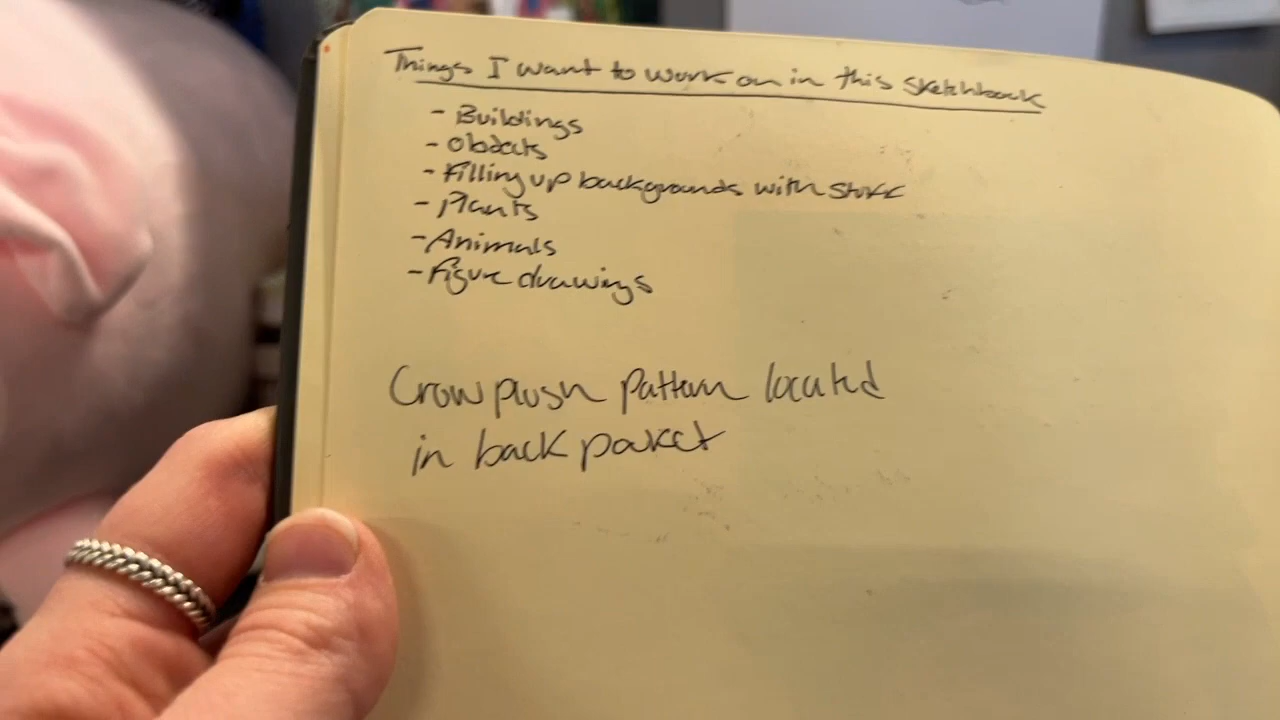 Things I want to work on in this sketchbook
- Buildings
- Objects
- Filling up backgrounds with stuff
- Plants
- Animals
- Figure drawings
Crow plush pattern located
in back pocket